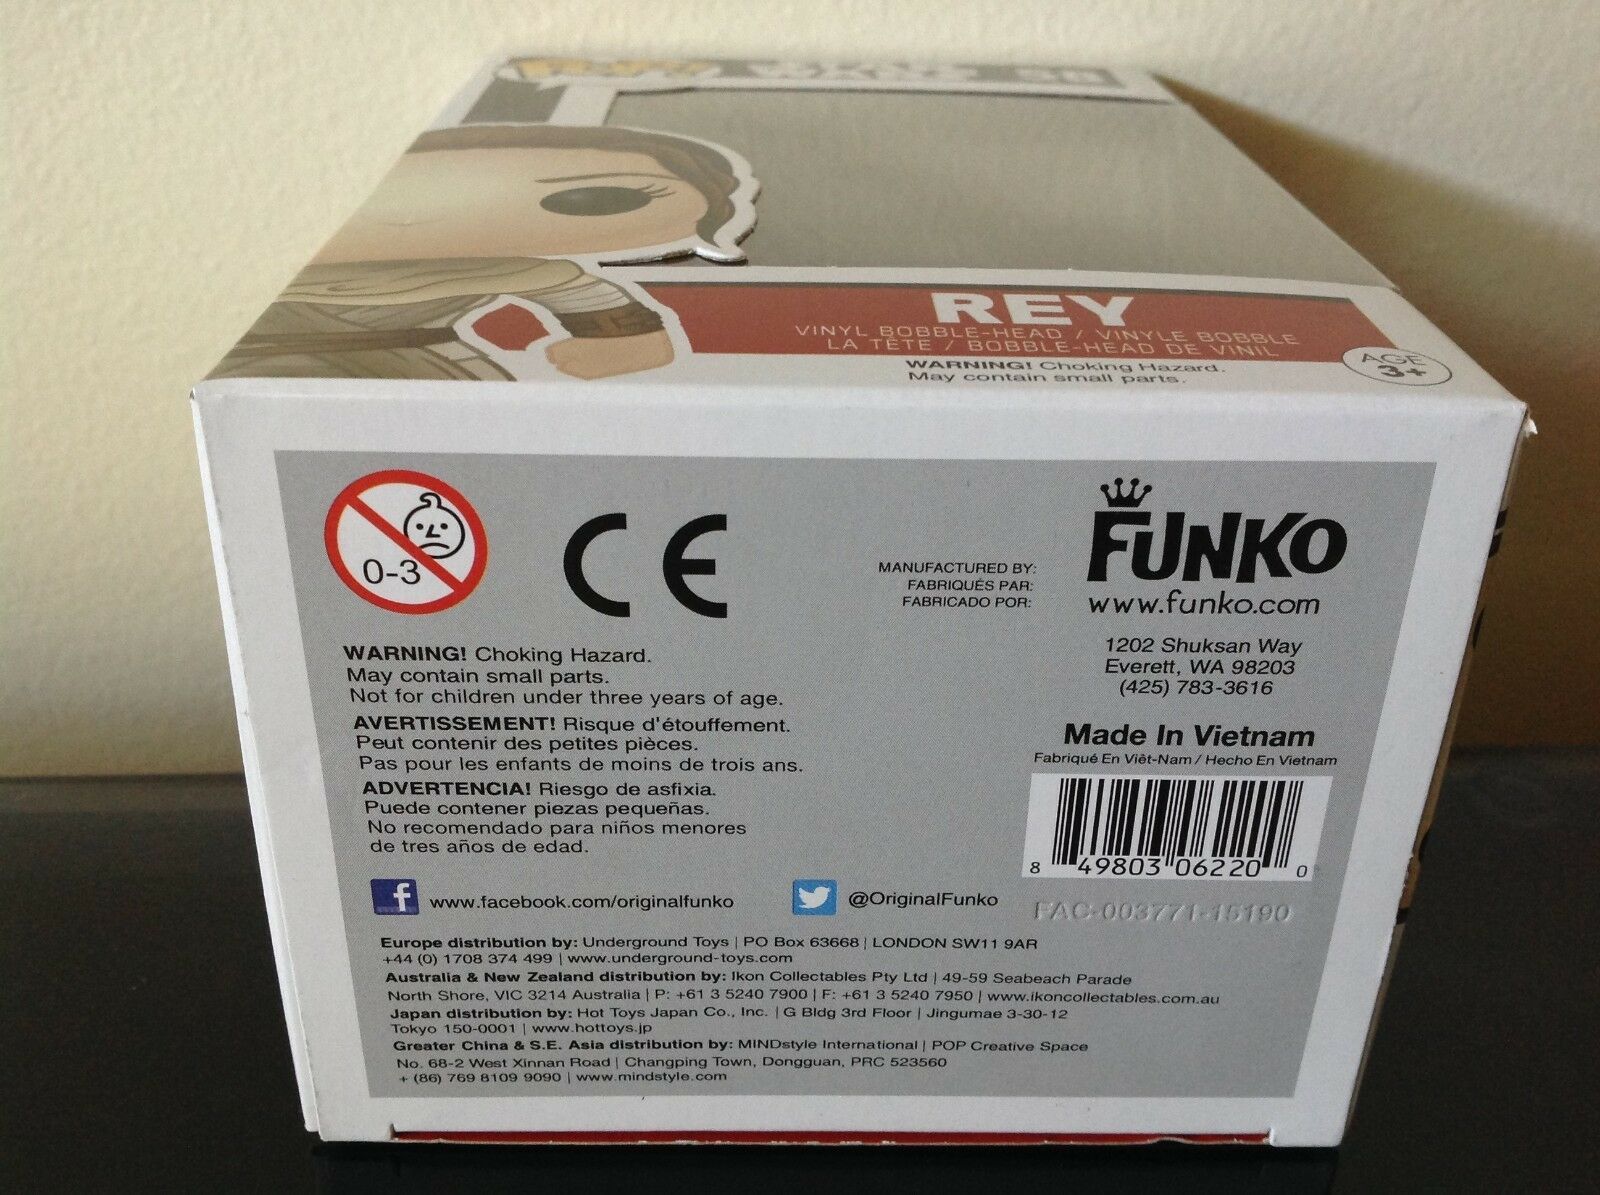 POP!
STAR
WARS
58
REY
VINYL BOBBLE-HEAD / VINYLE BOBBLE
LA TÊTE / BOBBLE-HEAD DE VINIL
WARNING! Choking Hazard.
May contain small parts.
AGE
3+
0-3
CE
WARNING! Choking Hazard.
May contain small parts.
Not for children under three years of age.
AVERTISSEMENT! Risque d'étouffement.
Peut contenir des petites pièces.
Pas pour les enfants de moins de trois ans.
ADVERTENCIA! Riesgo de asfixia.
Puede contener piezas pequeñas.
No recomendado para niños menores
de tres años de edad.
MANUFACTURED BY:
FABRIQUÉS PAR:
FABRICADO POR:
FUNKO
www.funko.com
1202 Shuksan Way
Everett, WA 98203
(425) 783-3616
Made In Vietnam
Fabriqué En Viêt-Nam / Hecho En Vietnam
8 49803 06220 0
f www.facebook.com/originalfunko
@OriginalFunko
FAC-003771-15190
Europe distribution by: Underground Toys | PO Box 63668 | LONDON SW11 9AR
+44 (0) 1708 374 499 | www.underground-toys.com
Australia & New Zealand distribution by: Ikon Collectables Pty Ltd | 49-59 Seabeach Parade
North Shore, VIC 3214 Australia | P: +61 3 5240 7900 | F: +61 3 5240 7950 | www.ikoncollectables.com.au
Japan distribution by: Hot Toys Japan Co., Inc. | G Bldg 3rd Floor | Jingumae 3-30-12
Tokyo 150-0001 | www.hottoys.jp
Greater China & S.E. Asia distribution by: MINDstyle International | POP Creative Space
No. 68-2 West Xinnan Road | Changping Town, Dongguan, PRC 523560
+ (86) 769 8109 9090 | www.mindstyle.com